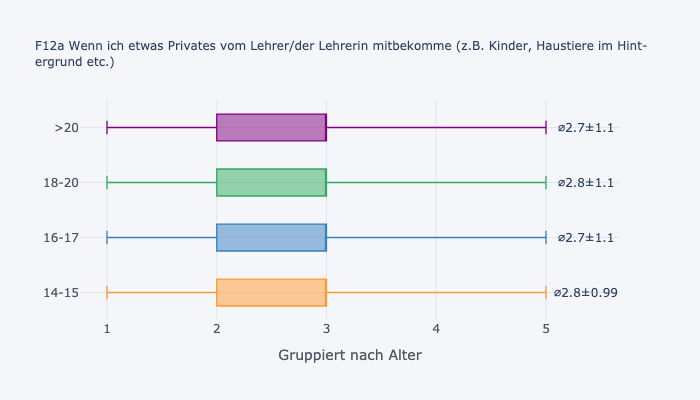 F12a Wenn ich etwas Privates vom Lehrer/der Lehrerin mitbekomme (z.B. Kinder, Haustiere im Hint-
ergrund etc.)
>20 ⌀2.7±1.1
18-20 ⌀2.8±1.1
16-17 ⌀2.7±1.1
14-15 ⌀2.8±0.99
1 2 3 4 5
Gruppiert nach Alter